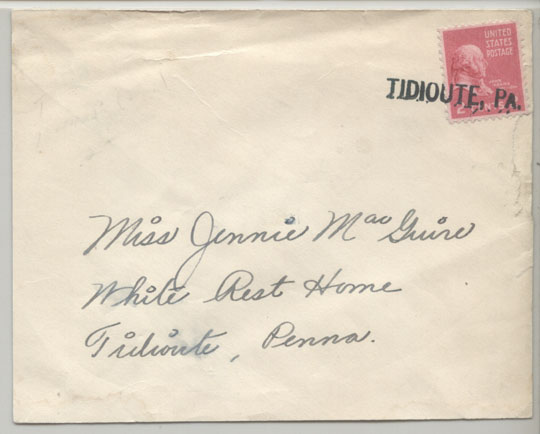 UNITED
STATES
POSTAGE
TIDIOUTE, PA.
Miss Jennie MacGuire
White Rest Home
Tidioute, Penna.